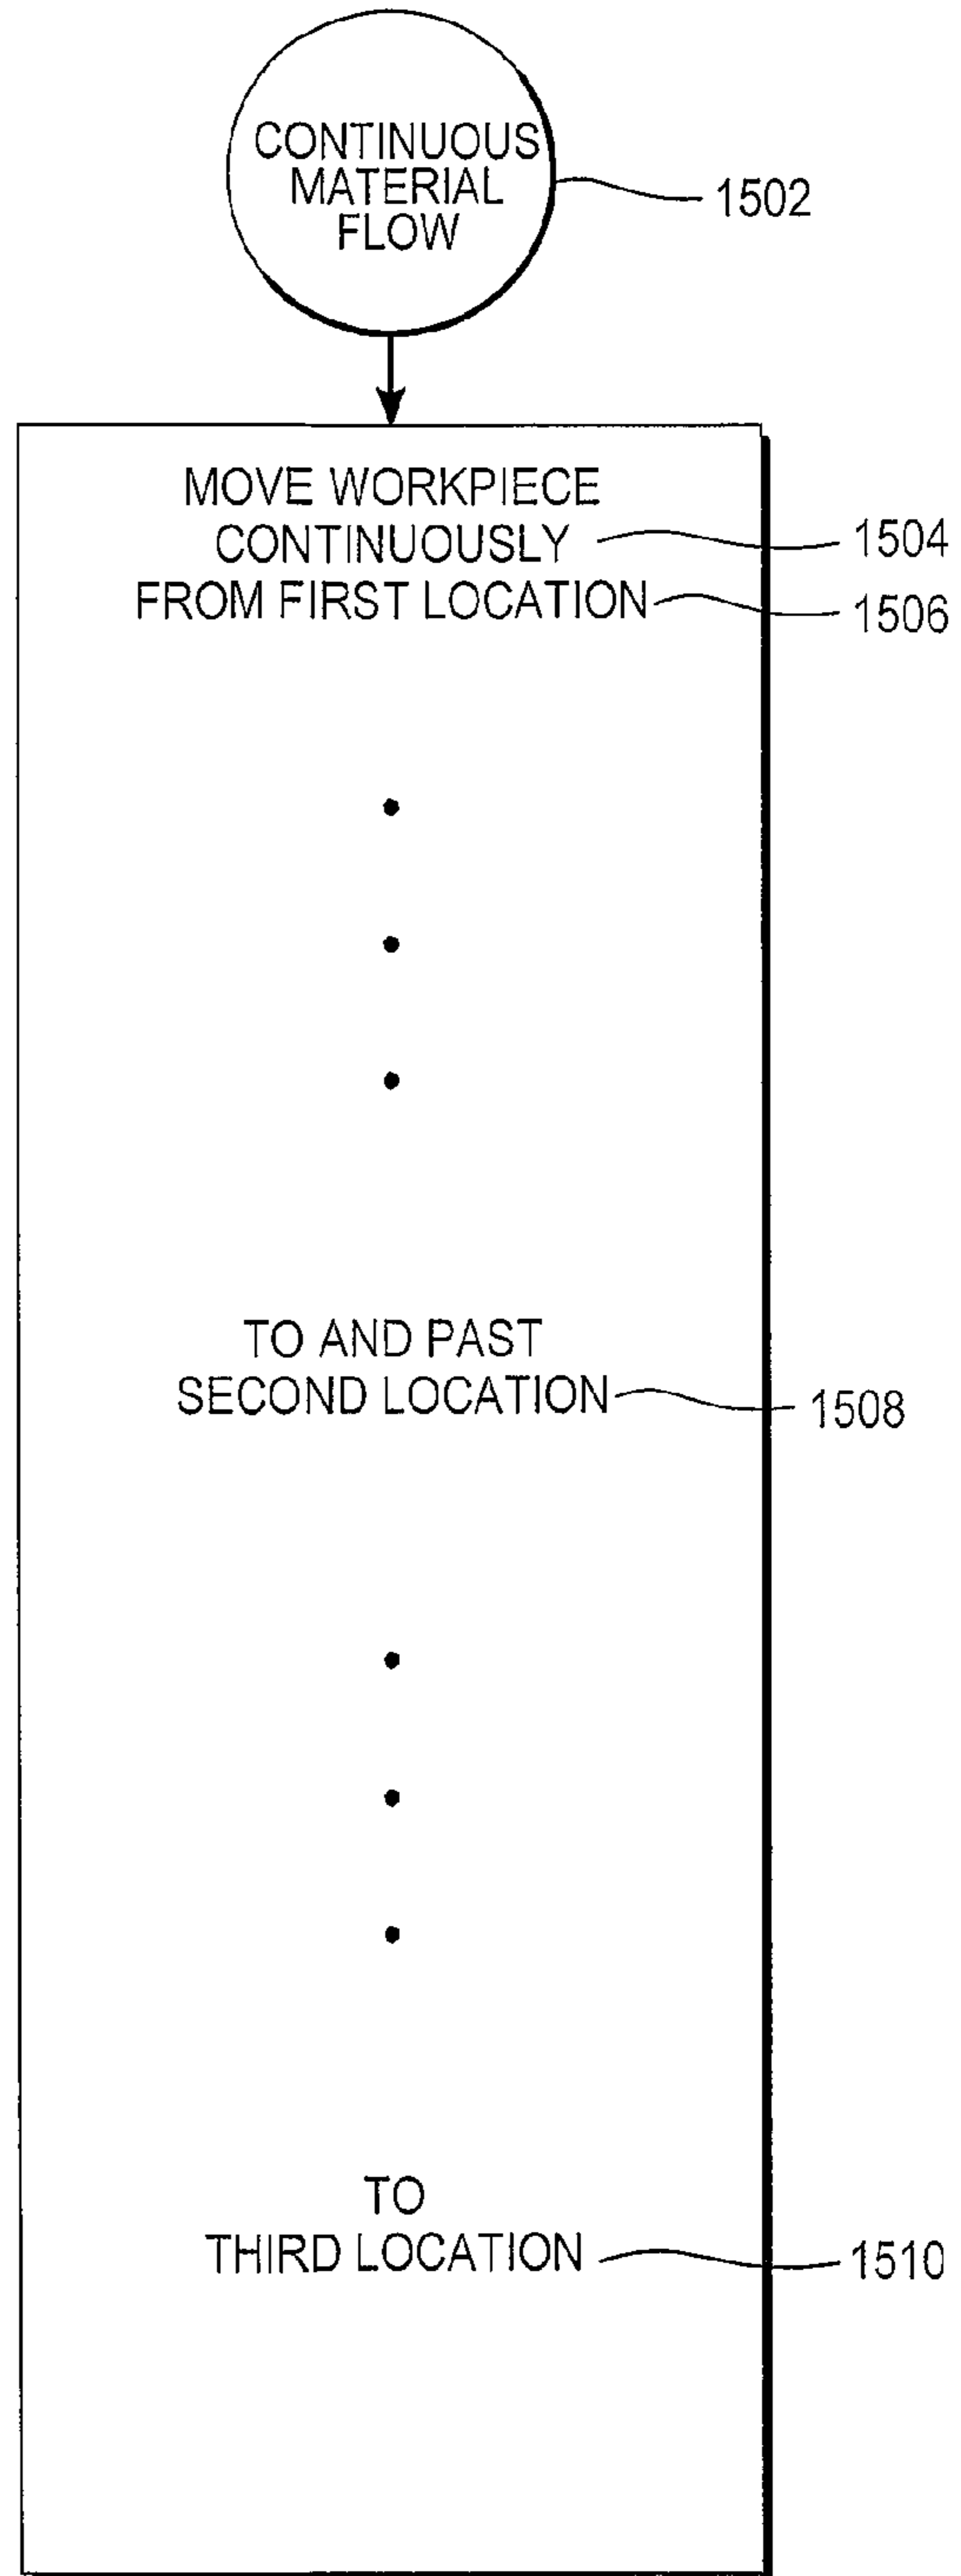 CONTINUOUS
MATERIAL
FLOW
1502
MOVE WORKPIECE
CONTINUOUSLY
1504
FROM FIRST LOCATION
1506
TO AND PAST
SECOND LOCATION
1508
TO
THIRD LOCATION
1510